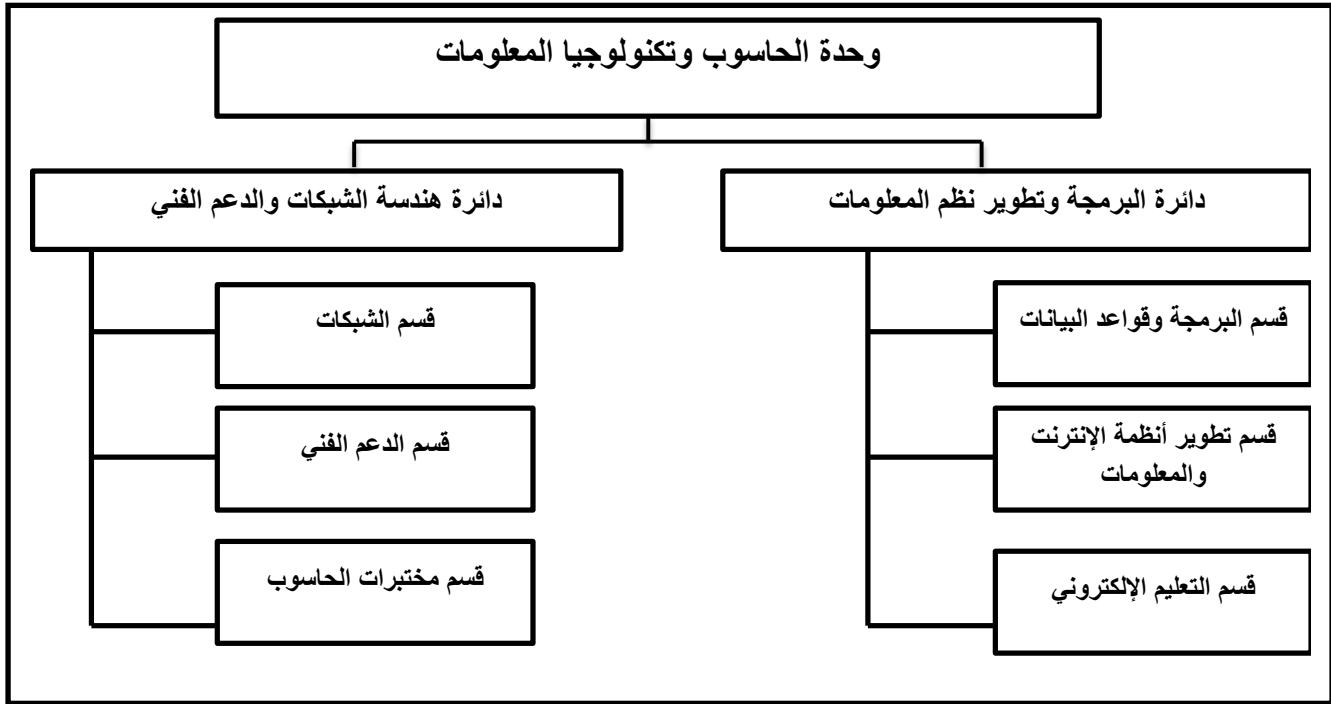 وحدة الحاسوب وتكنولوجيا المعلومات
دائرة البرمجة وتطوير نظم المعلومات
دائرة هندسة الشبكات والدعم الفني
قسم البرمجة وقواعد البيانات
قسم الشبكات
قسم تطوير أنظمة الإنترنت
والمعلومات
قسم الدعم الفني
قسم التعليم الإلكتروني
قسم مختبرات الحاسوب